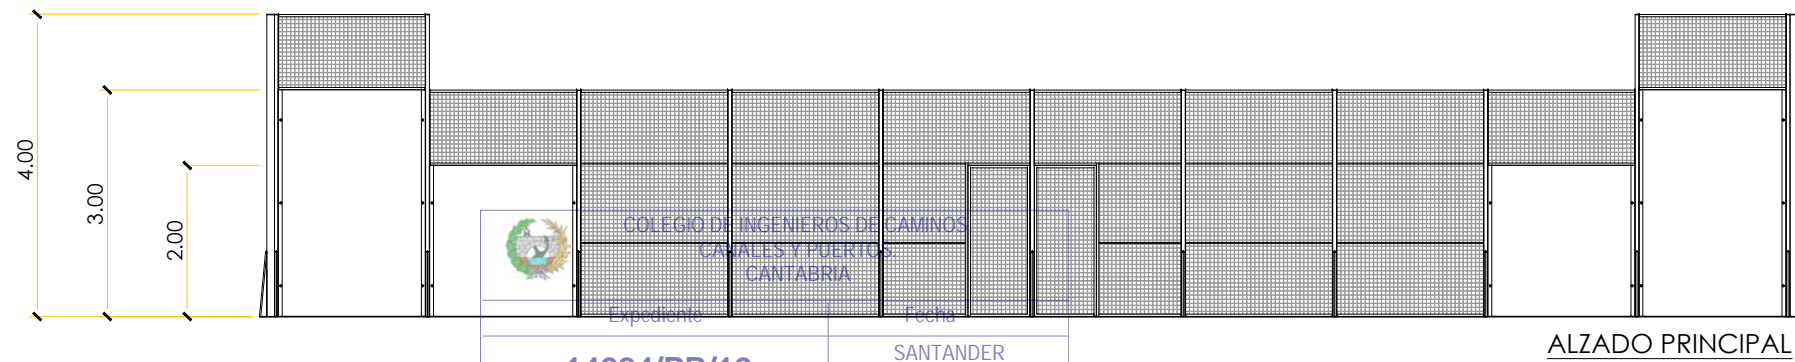 4.00
3.00
2.00
COLEGIO DE INGENIEROS DE CAMINOS
CANALES Y PUERTOS.
CANTABRIA
Expediente
Fecha
SANTANDER
ALZADO PRINCIPAL